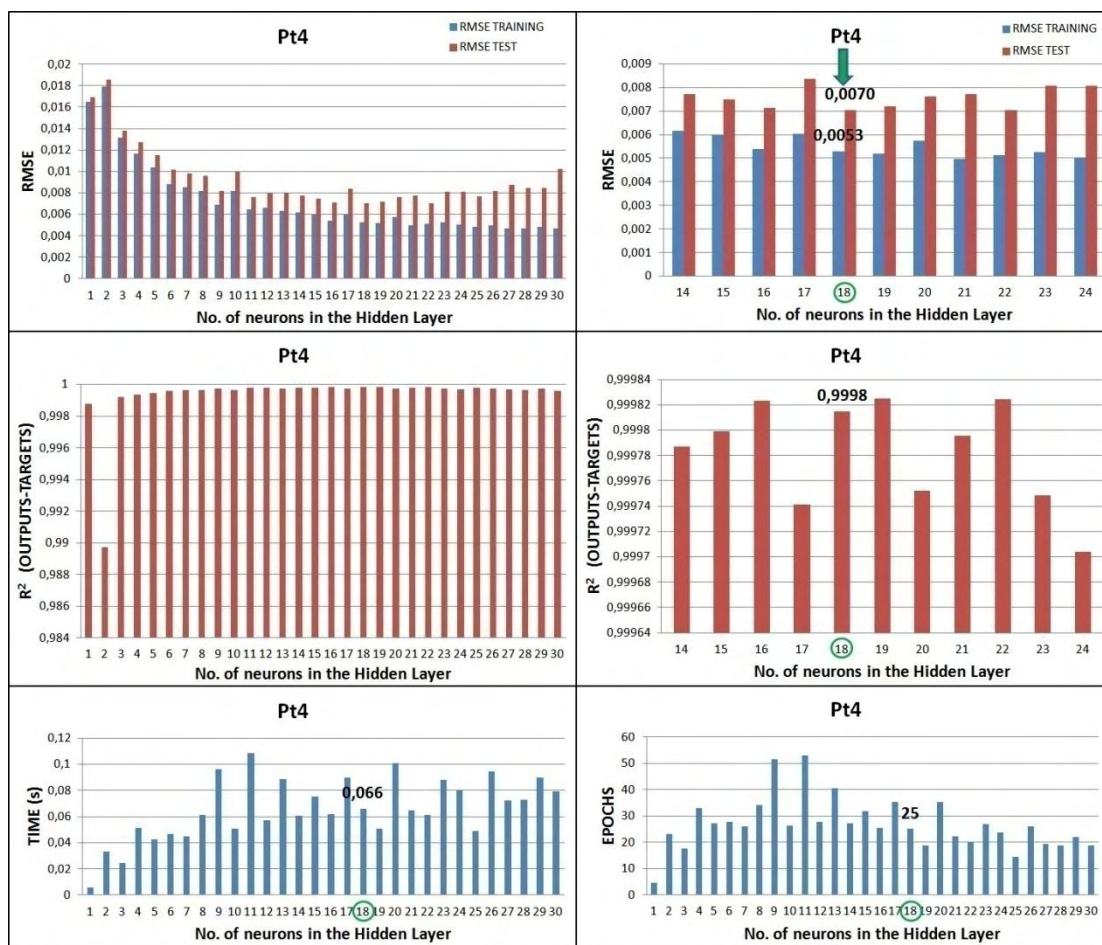 Pt4
RMSE TRAINING
RMSE TEST
0,02
0,018
0,016
0,014
0,012
0,01
0,008
0,006
0,004
0,002
0
RMSE
1 2 3 4 5 6 7 8 9 10 11 12 13 14 15 16 17 18 19 20 21 22 23 24 25 26 27 28 29 30
No. of neurons in the Hidden Layer
Pt4
RMSE TRAINING
RMSE TEST
0,009
0,008
0,007
0,006
0,005
0,004
0,003
0,002
0,001
0
RMSE
0,0070
0,0053
14 15 16 17 18 19 20 21 22 23 24
No. of neurons in the Hidden Layer
Pt4
1
0,998
0,996
0,994
0,992
0,99
0,988
0,986
0,984
R² (OUTPUTS-TARGETS)
1 2 3 4 5 6 7 8 9 10 11 12 13 14 15 16 17 18 19 20 21 22 23 24 25 26 27 28 29 30
No. of neurons in the Hidden Layer
Pt4
0,99984
0,99982
0,9998
0,99978
0,99976
0,99974
0,99972
0,9997
0,99968
0,99966
0,99964
R² (OUTPUTS-TARGETS)
0,9998
14 15 16 17 18 19 20 21 22 23 24
No. of neurons in the Hidden Layer
Pt4
0,12
0,1
0,08
0,06
0,04
0,02
0
TIME (s)
0,066
1 2 3 4 5 6 7 8 9 10 11 12 13 14 15 16 17 18 19 20 21 22 23 24 25 26 27 28 29 30
No. of neurons in the Hidden Layer
Pt4
60
50
40
30
20
10
0
EPOCHS
25
1 2 3 4 5 6 7 8 9 10 11 12 13 14 15 16 17 18 19 20 21 22 23 24 25 26 27 28 29 30
No. of neurons in the Hidden Layer